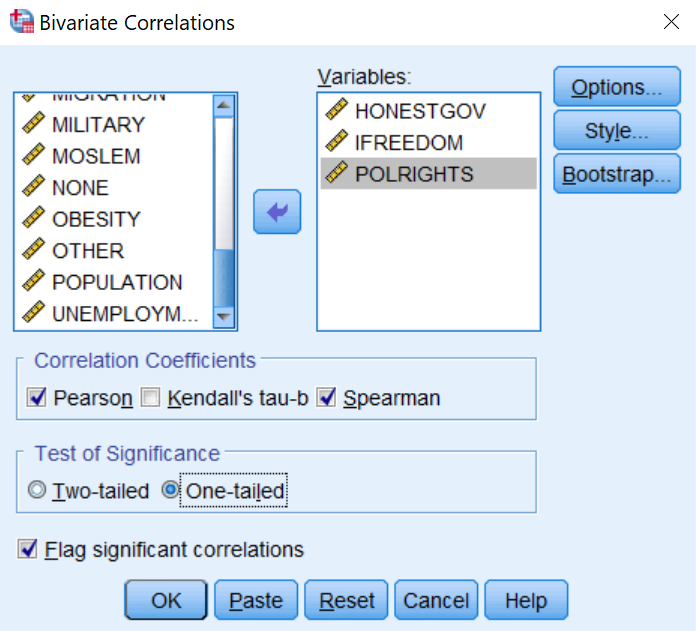 Bivariate Correlations
Variables:
MIGRATION
MILITARY
MOSLEM
NONE
OBESITY
OTHER
POPULATION
UNEMPLOYM...
HONESTGOV
IFREEDOM
POLRIGHTS
Options...
Style...
Bootstrap...
Correlation Coefficients
Pearson Kendall's tau-b Spearman
Test of Significance
Two-tailed One-tailed
Flag significant correlations
OK Paste Reset Cancel Help